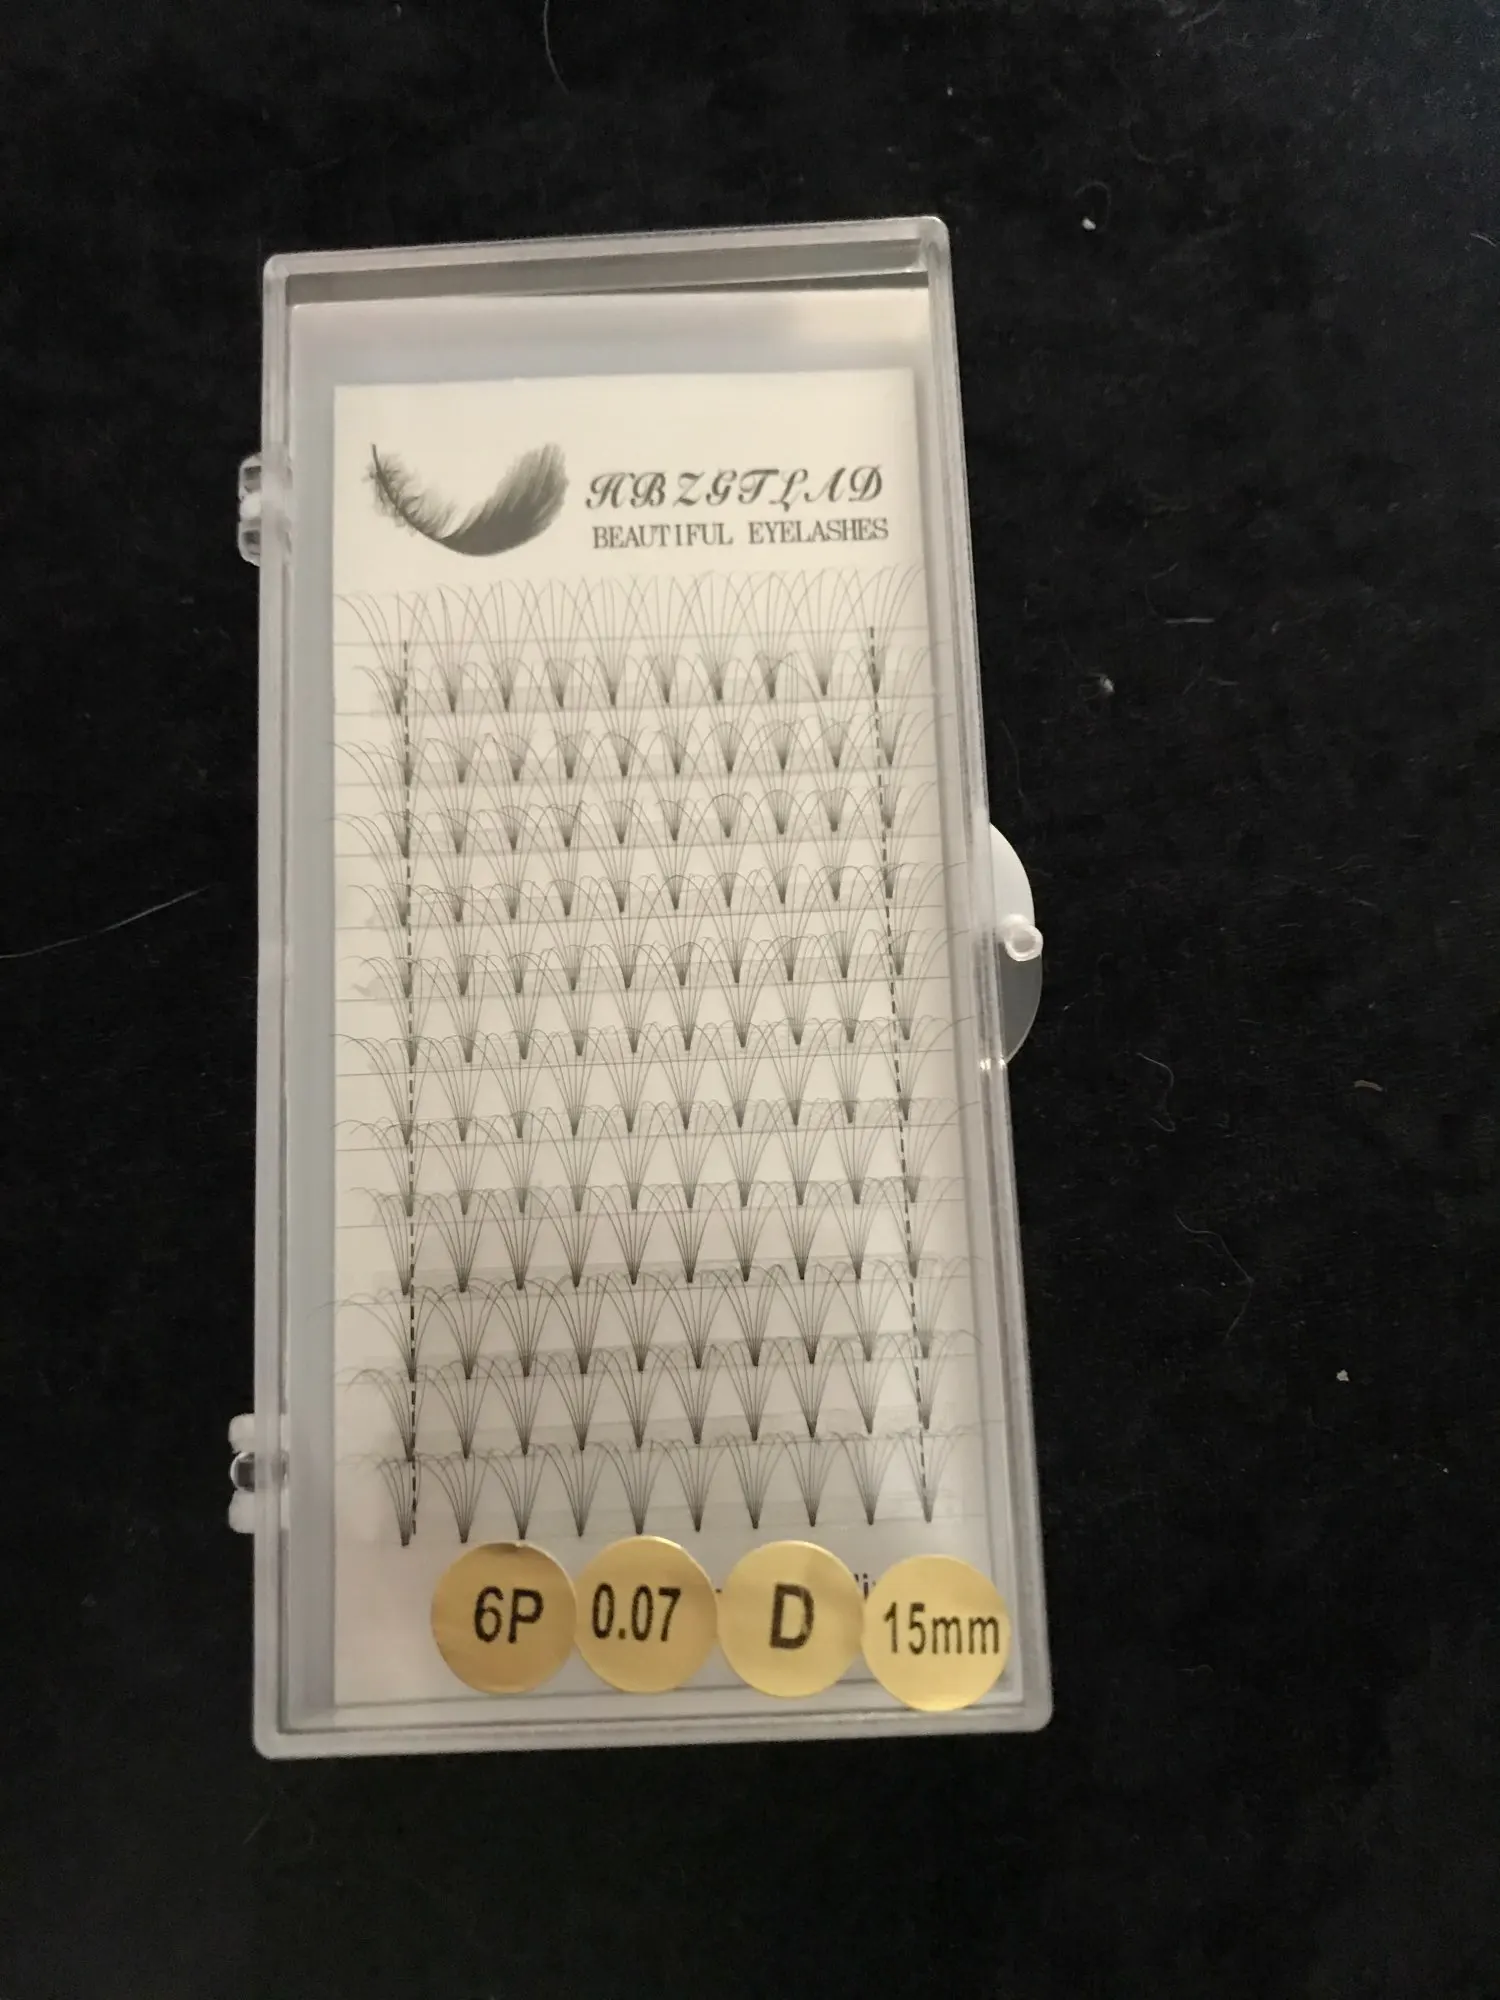 HBZGTLAD
BEAUTIFUL EYELASHES
6P 0.07 D 15mm